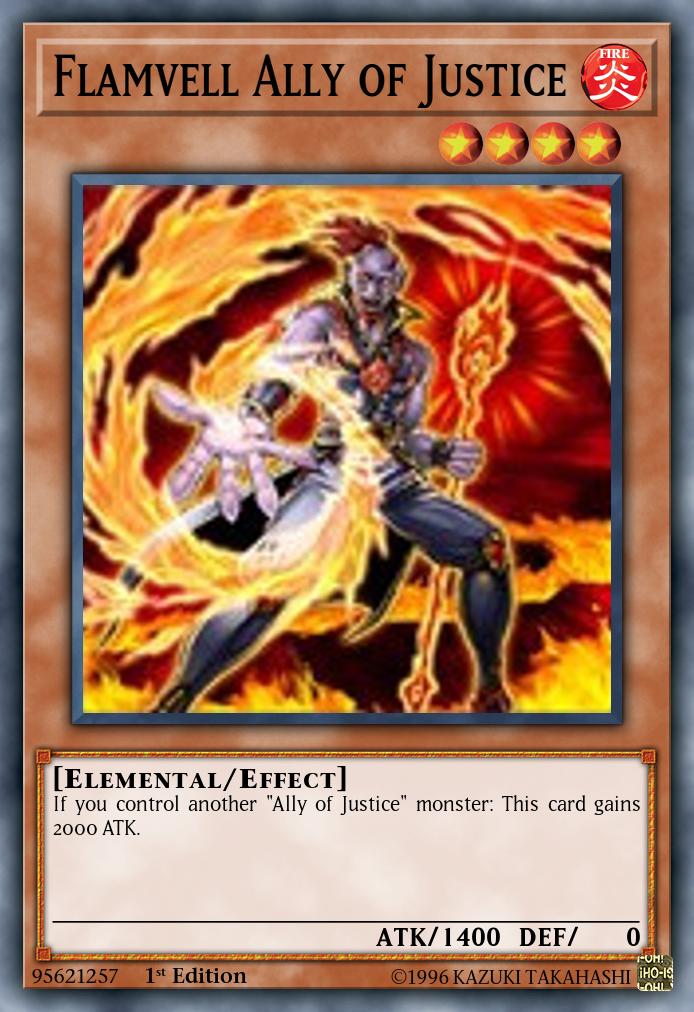 Flamvell Ally of Justice
FIRE
炎
[Elemental/Effect]
If you control another "Ally of Justice" monster: This card gains
2000 ATK.
ATK/1400 DEF/ 0
95621257 1st Edition ©1996 KAZUKI TAKAHASHI